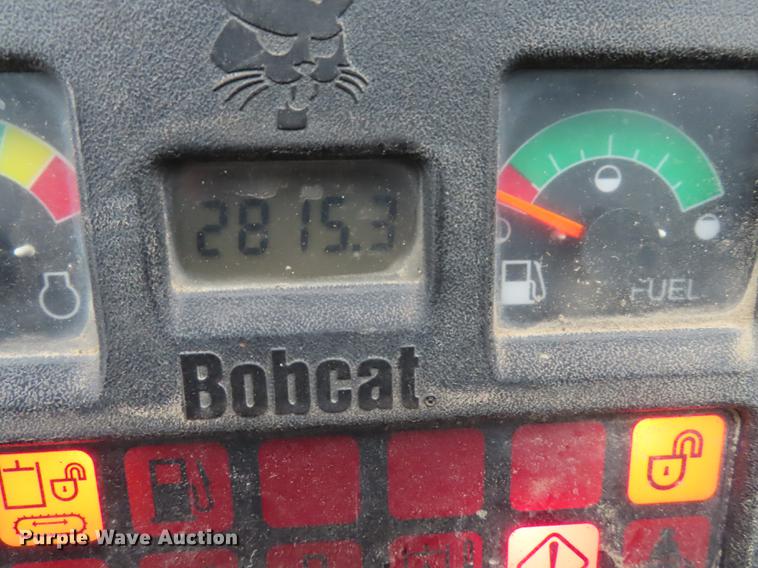 2815.3
FUEL
Bobcat
Purple Wave Auction